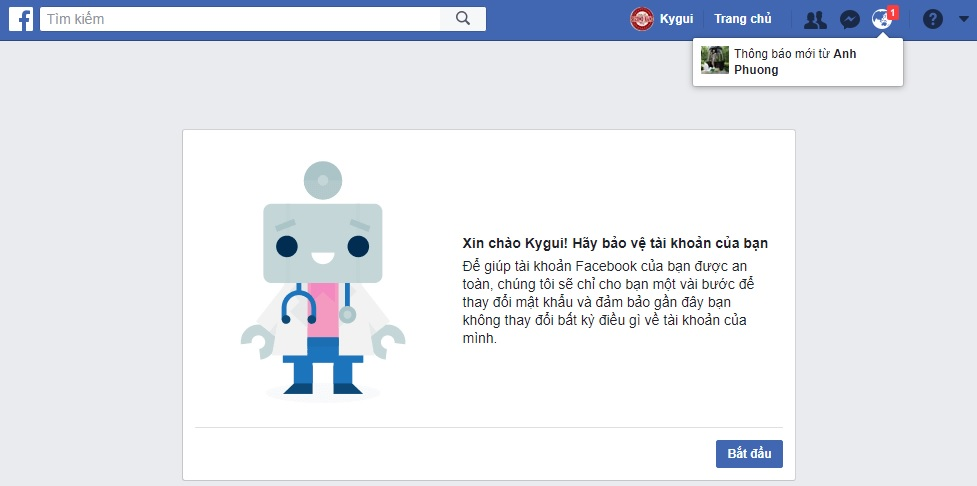 Tìm kiếm
Kygui
Trang chủ
1
?
Thông báo mới từ Anh
Phuong
Xin chào Kygui! Hãy bảo vệ tài khoản của bạn
Để giúp tài khoản Facebook của bạn được an
toàn, chúng tôi sẽ chỉ cho bạn một vài bước để
thay đổi mật khẩu và đảm bảo gần đây bạn
không thay đổi bất kỳ điều gì về tài khoản của
mình.
Bắt đầu